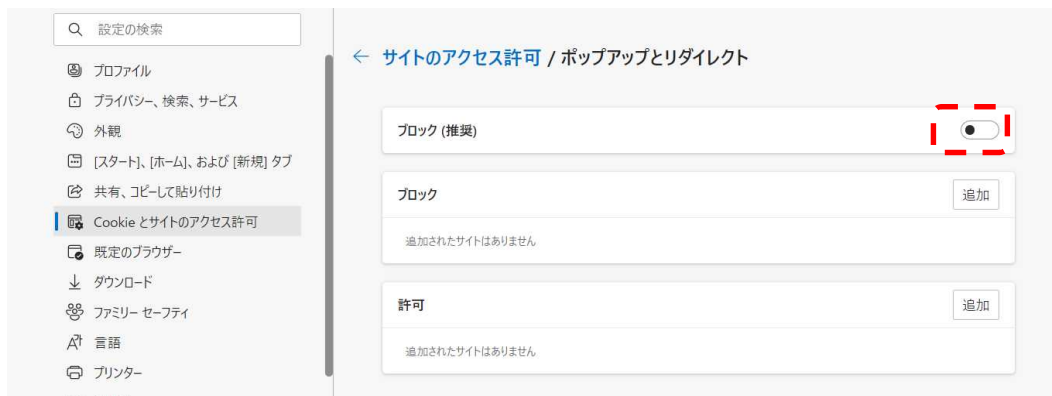 設定の検索
プロファイル
プライバシー、検索、サービス
外観
[スタート]、[ホーム]、および [新規] タブ
共有、コピーして貼り付け
Cookie とサイトのアクセス許可
既定のブラウザー
ダウンロード
ファミリー セーフティ
言語
プリンター
サイトのアクセス許可 / ポップアップとリダイレクト
ブロック (推奨)
ブロック
追加
追加されたサイトはありません
許可
追加
追加されたサイトはありません